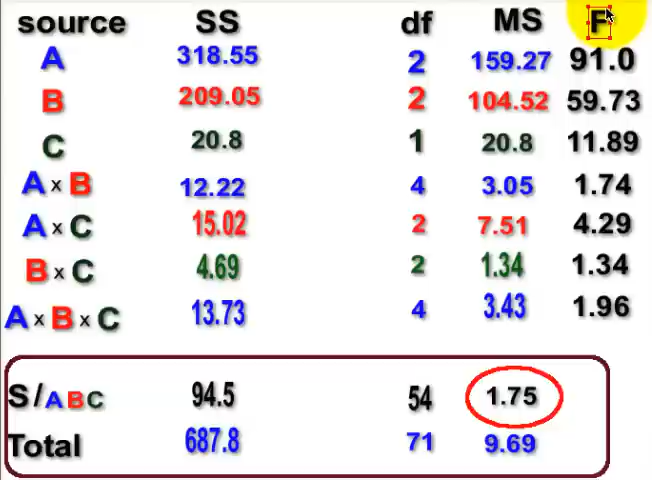 source SS df MS F
A 318.55 2 159.27 91.0
B 209.05 2 104.52 59.73
C 20.8 1 20.8 11.89
A x B 12.22 4 3.05 1.74
A x C 15.02 2 7.51 4.29
B x C 4.69 2 1.34 1.34
A x B x C 13.73 4 3.43 1.96
S / A B C 94.5 54 1.75
Total 687.8 71 9.69